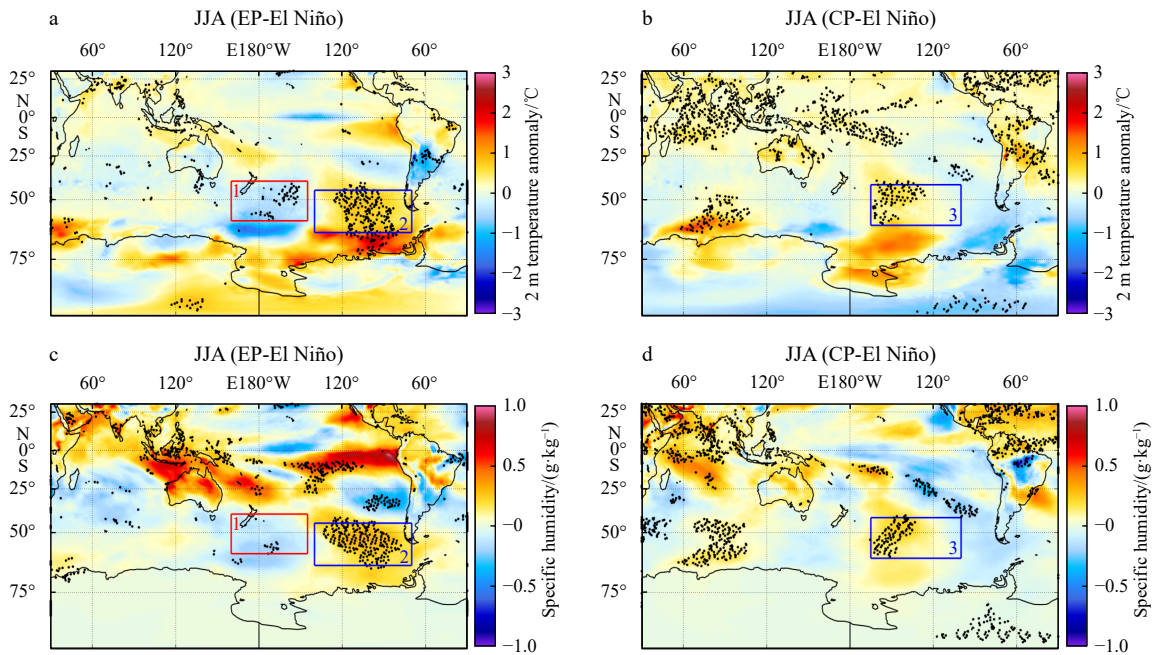 a JJA (EP-El Niño)
60° 120° E180°W 120° 60°
25°
N
0°
S
25°
50°
75°
1
2
3
2
1
0
−1
−2
−3
2 m temperature anomaly/℃
b JJA (CP-El Niño)
60° 120° E180°W 120° 60°
25°
N
0°
S
25°
50°
75°
3
3
2
1
0
−1
−2
−3
2 m temperature anomaly/℃
c JJA (EP-El Niño)
60° 120° E180°W 120° 60°
25°
N
0°
S
25°
50°
75°
1
2
1.0
0.5
−0
−0.5
−1.0
Specific humidity/(g·kg⁻¹)
d JJA (CP-El Niño)
60° 120° E180°W 120° 60°
25°
N
0°
S
25°
50°
75°
3
1.0
0.5
−0
−0.5
−1.0
Specific humidity/(g·kg⁻¹)